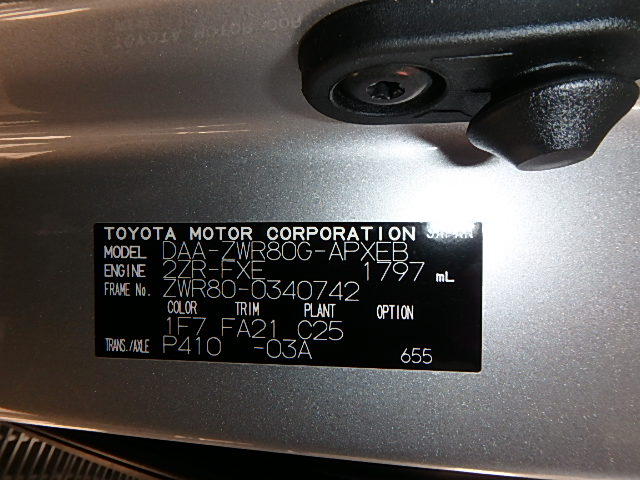 TOYOTA MOTOR CORPORATION JAPAN
MODEL DAA-ZWR80G-APXEB
ENGINE 2ZR-FXE 1797 mL
FRAME No. ZWR80-0340742
COLOR TRIM PLANT OPTION
1F7 FA21 C25
TRANS./AXLE P410 -03A 655